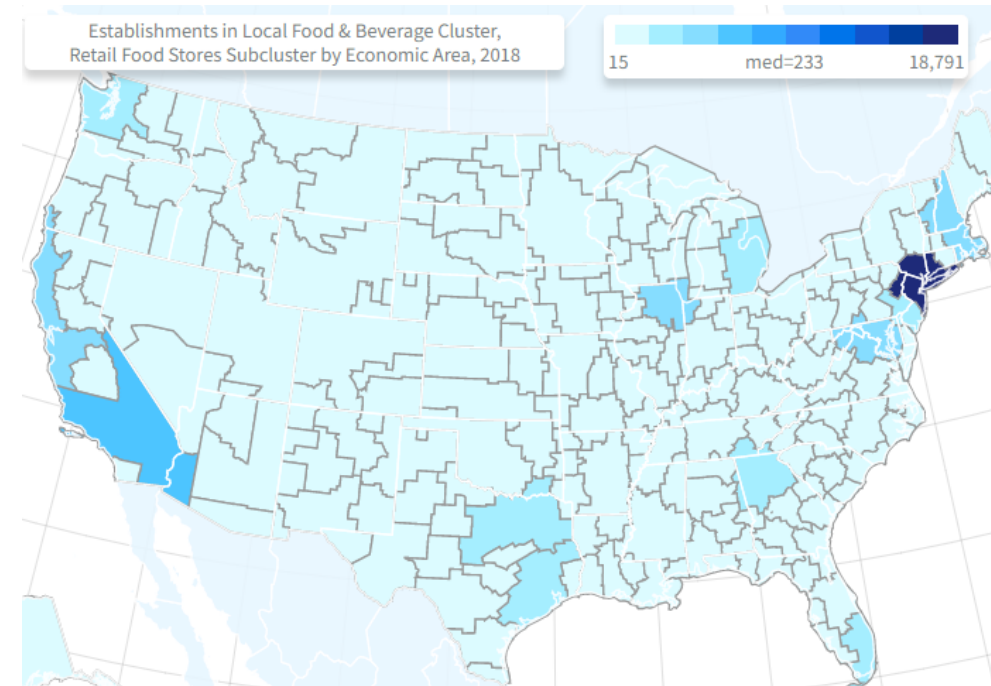 Establishments in Local Food & Beverage Cluster,
Retail Food Stores Subcluster by Economic Area, 2018
15 med=233 18,791